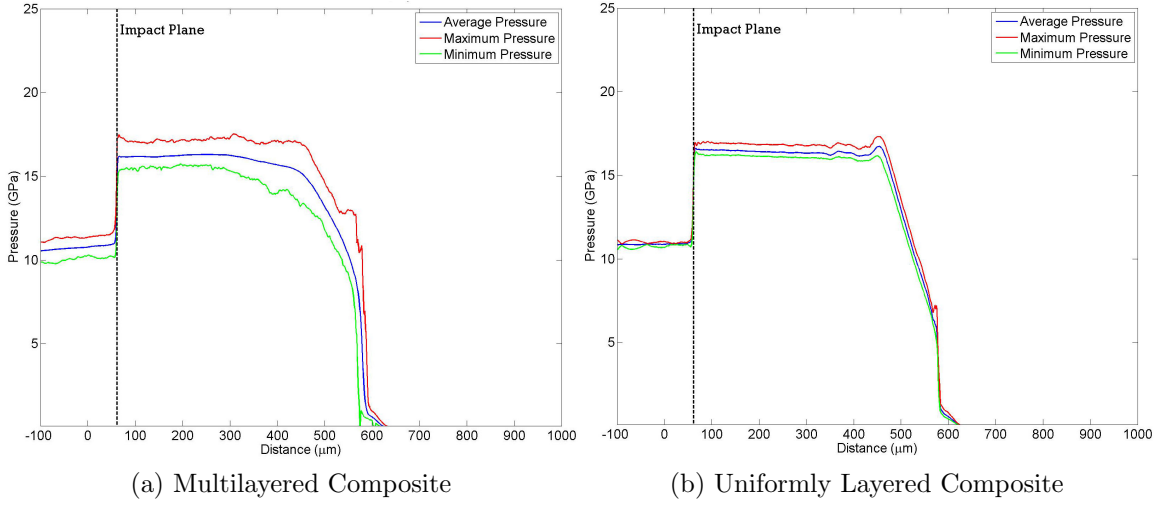 25
20
15
10
5
Pressure (GPa)
Impact Plane
Average Pressure
Maximum Pressure
Minimum Pressure
-100 0 100 200 300 400 500 600 700 800 900 1000
Distance (μm)
(a) Multilayered Composite
25
20
15
10
5
Pressure (GPa)
Impact Plane
Average Pressure
Maximum Pressure
Minimum Pressure
-100 0 100 200 300 400 500 600 700 800 900 1000
Distance (μm)
(b) Uniformly Layered Composite